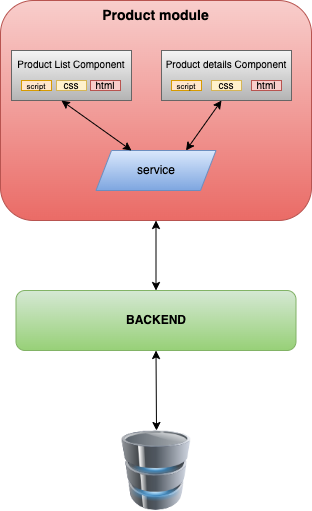 Product module
Product List Component
script css html
Product details Component
script css html
service
BACKEND